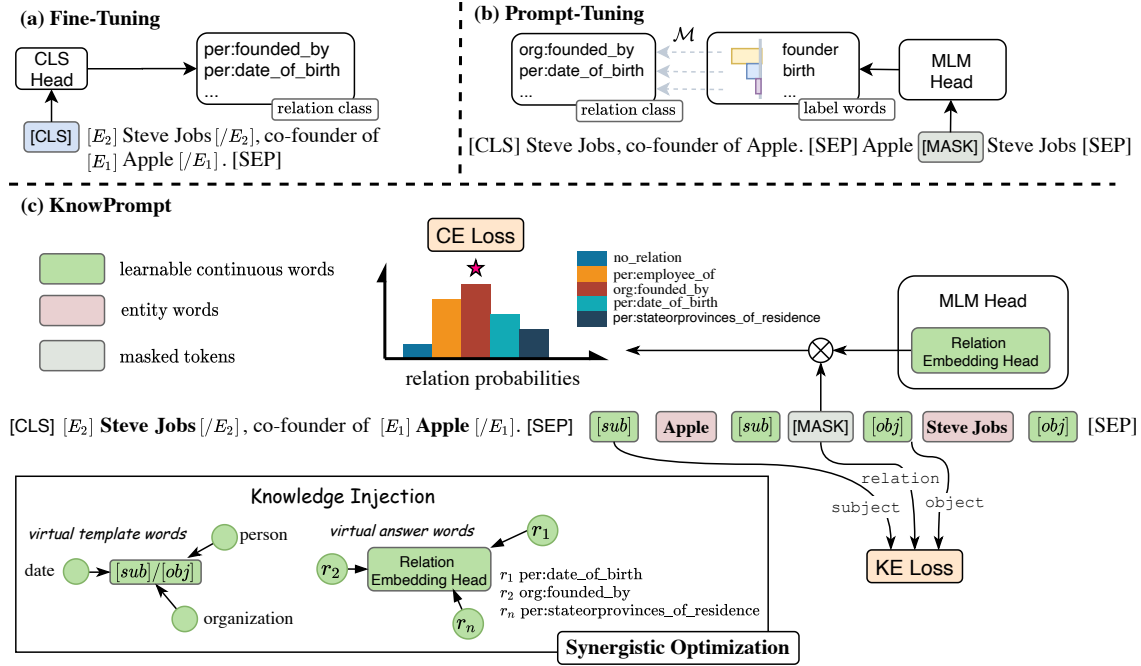 (a) Fine-Tuning
CLS
Head
per:founded_by
per:date_of_birth
...
relation class
[CLS] [E2] Steve Jobs [/E2], co-founder of
[E1] Apple [/E1]. [SEP]
(b) Prompt-Tuning
org:founded_by
per:date_of_birth
...
relation class
M
founder
birth
...
label words
MLM
Head
[CLS] Steve Jobs, co-founder of Apple. [SEP] Apple [MASK] Steve Jobs [SEP]
(c) KnowPrompt
learnable continuous words
entity words
masked tokens
CE Loss
no_relation
per:employee_of
org:founded_by
per:date_of_birth
per:stateorprovinces_of_residence
relation probabilities
MLM Head
Relation
Embedding Head
[CLS] [E2] Steve Jobs [/E2], co-founder of [E1] Apple [/E1]. [SEP] [sub] Apple [sub] [MASK] [obj] Steve Jobs [obj] [SEP]
relation
subject
object
KE Loss
Knowledge Injection
virtual template words
person
date
[sub]/[obj]
organization
virtual answer words
r1
r2
Relation
Embedding Head
rn
r1 per:date_of_birth
r2 org:founded_by
rn per:stateorprovinces_of_residence
Synergistic Optimization